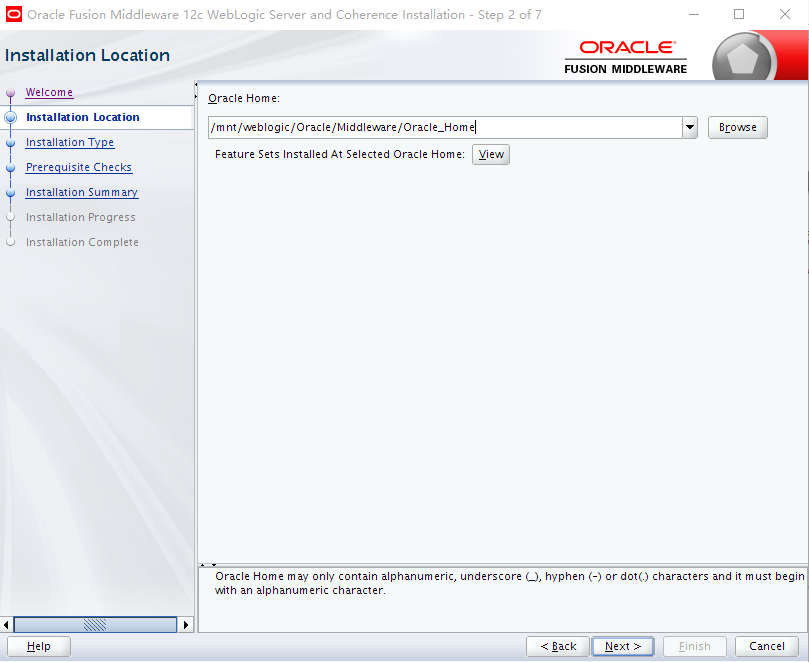 Oracle Fusion Middleware 12c WebLogic Server and Coherence Installation - Step 2 of 7
Installation Location
ORACLE
FUSION MIDDLEWARE
Welcome
Installation Location
Installation Type
Prerequisite Checks
Installation Summary
Installation Progress
Installation Complete
Oracle Home:
/mnt/weblogic/Oracle/Middleware/Oracle_Home
Browse
Feature Sets Installed At Selected Oracle Home: View
Oracle Home may only contain alphanumeric, underscore (_), hyphen (-) or dot(.) characters and it must begin
with an alphanumeric character.
Help
< Back
Next >
Finish
Cancel